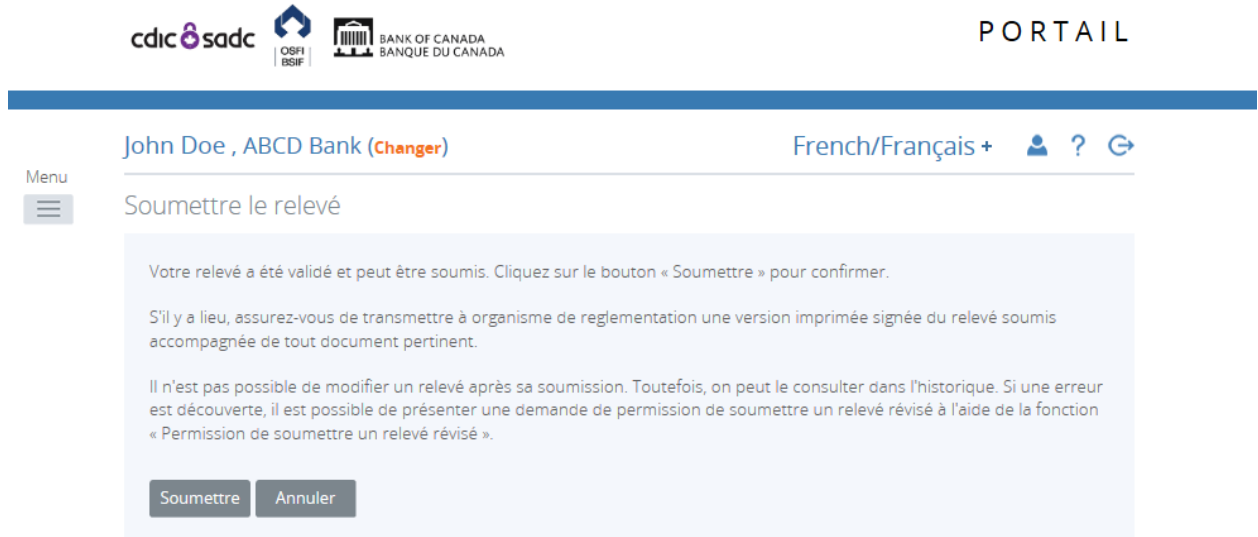 cdic sadc
OSFI
BSIF
BANK OF CANADA
BANQUE DU CANADA
PORTAIL
John Doe , ABCD Bank (Changer)
French/Français +
?
Menu
Soumettre le relevé
Votre relevé a été validé et peut être soumis. Cliquez sur le bouton « Soumettre » pour confirmer.
S'il y a lieu, assurez-vous de transmettre à organisme de reglementation une version imprimée signée du relevé soumis
accompagnée de tout document pertinent.
Il n'est pas possible de modifier un relevé après sa soumission. Toutefois, on peut le consulter dans l'historique. Si une erreur
est découverte, il est possible de présenter une demande de permission de soumettre un relevé révisé à l'aide de la fonction
« Permission de soumettre un relevé révisé ».
Soumettre
Annuler